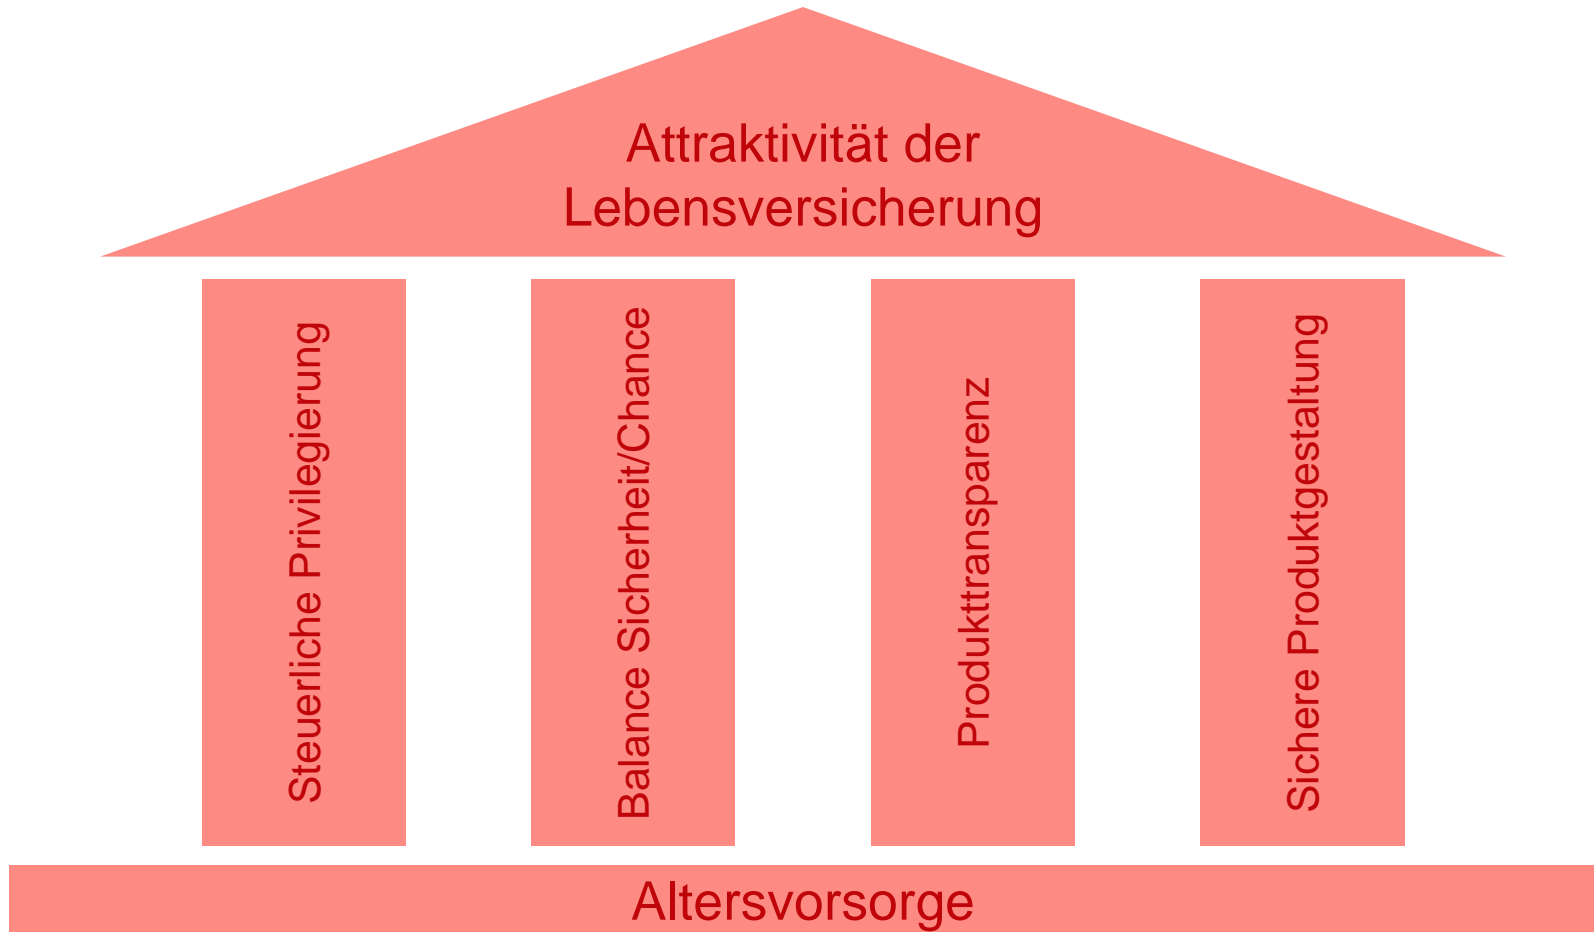 Attraktivität der
Lebensversicherung
Steuerliche Privilegierung
Balance Sicherheit/Chance
Produkttransparenz
Sichere Produktgestaltung
Altersvorsorge